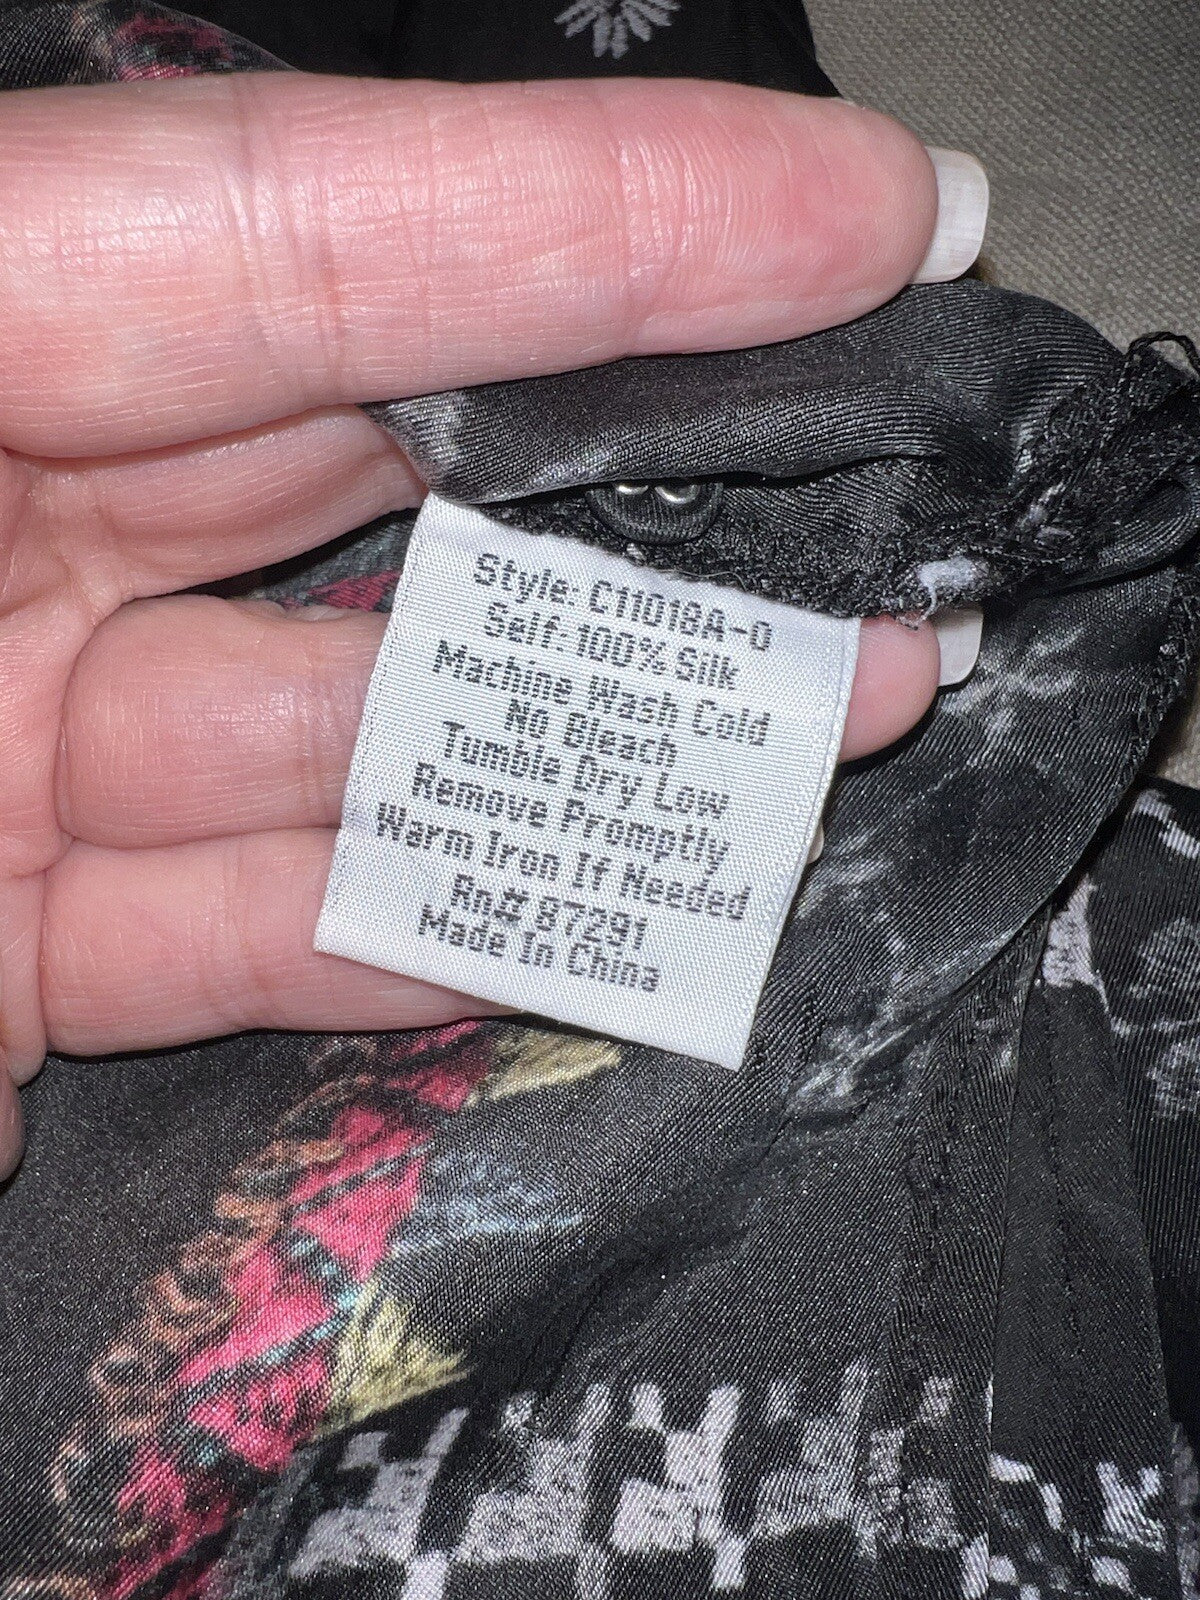 Style: C11018A-0
Self: 100% Silk
Machine Wash Cold
No Bleach
Tumble Dry Low
Remove Promptly
Warm Iron If Needed
Rn# 87291
Made In China